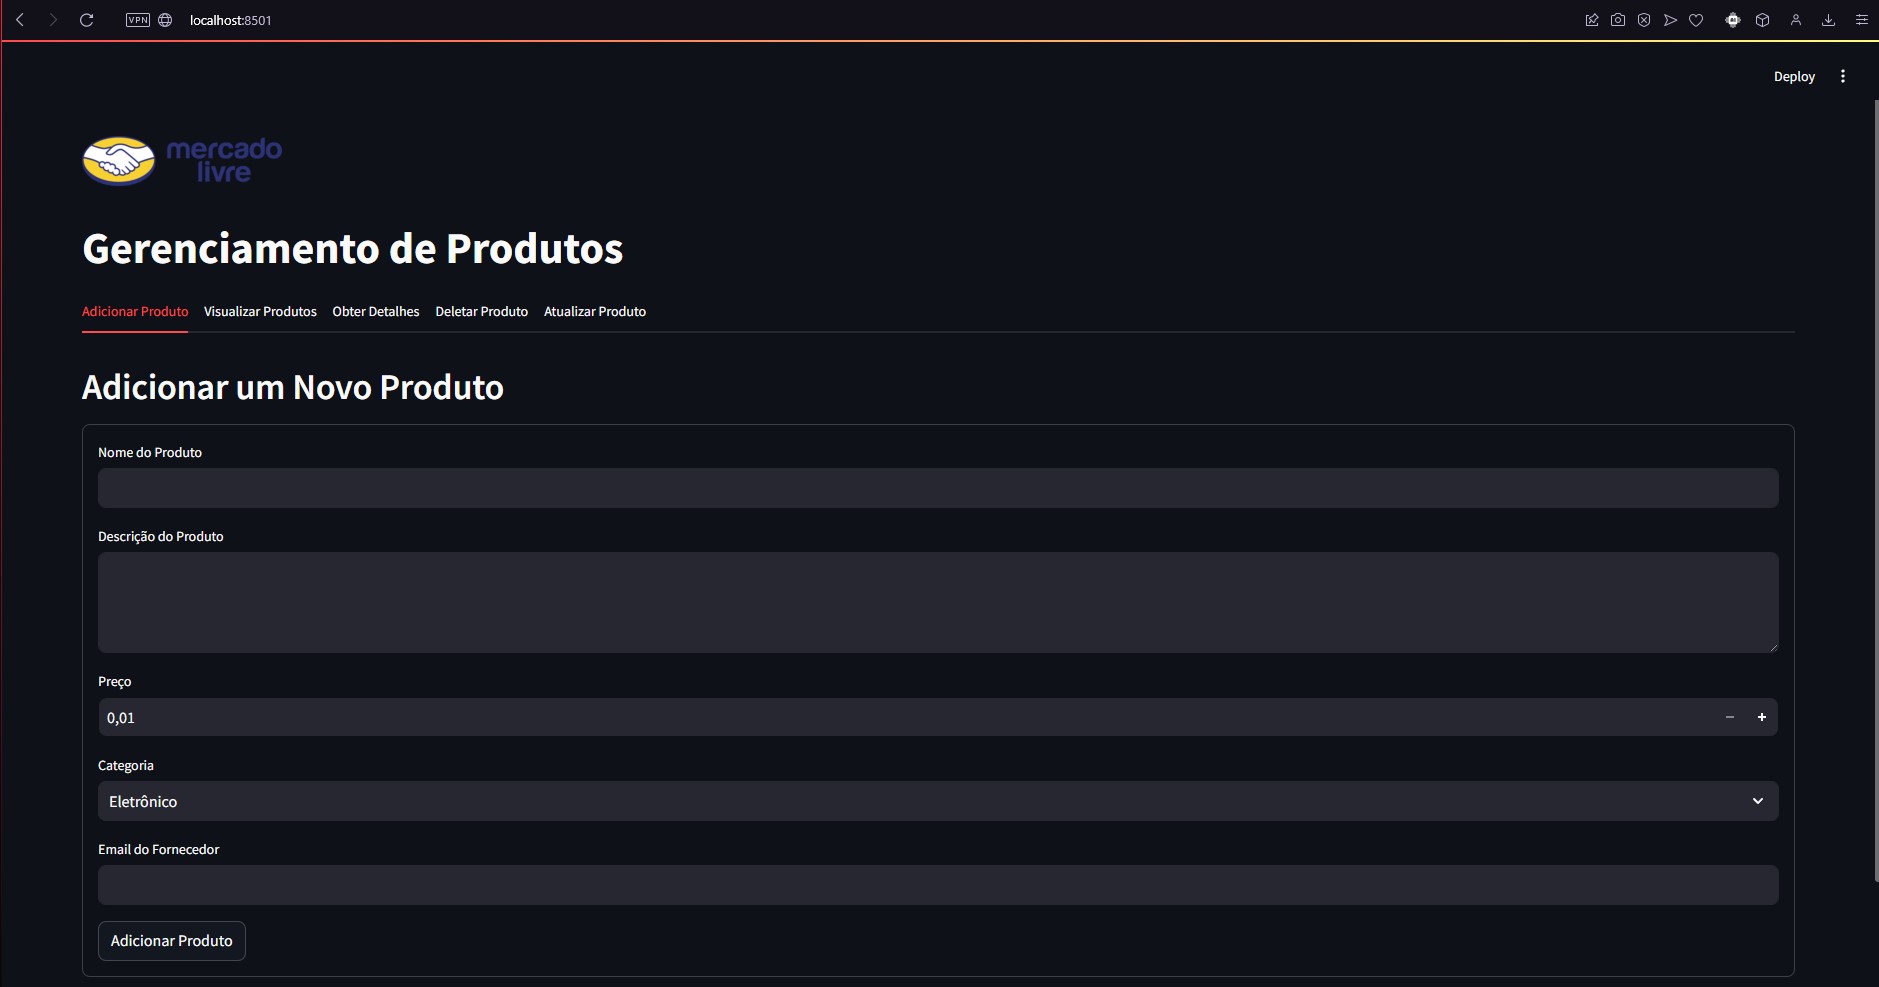 VPN localhost:8501
Deploy
mercado
livre
Gerenciamento de Produtos
Adicionar Produto Visualizar Produtos Obter Detalhes Deletar Produto Atualizar Produto
Adicionar um Novo Produto
Nome do Produto
Descrição do Produto
Preço
0,01
Categoria
Eletrônico
Email do Fornecedor
Adicionar Produto